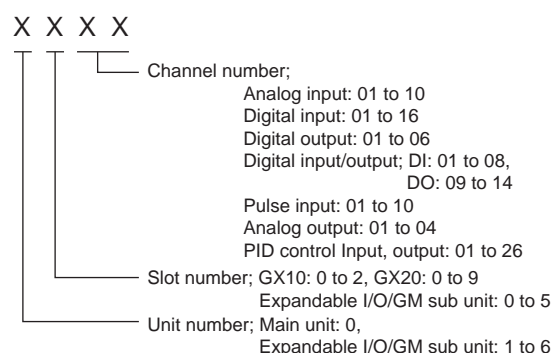 X X X X
Channel number;
Analog input: 01 to 10
Digital input: 01 to 16
Digital output: 01 to 06
Digital input/output; DI: 01 to 08,
DO: 09 to 14
Pulse input: 01 to 10
Analog output: 01 to 04
PID control Input, output: 01 to 26
Slot number; GX10: 0 to 2, GX20: 0 to 9
Expandable I/O/GM sub unit: 0 to 5
Unit number; Main unit: 0,
Expandable I/O/GM sub unit: 1 to 6